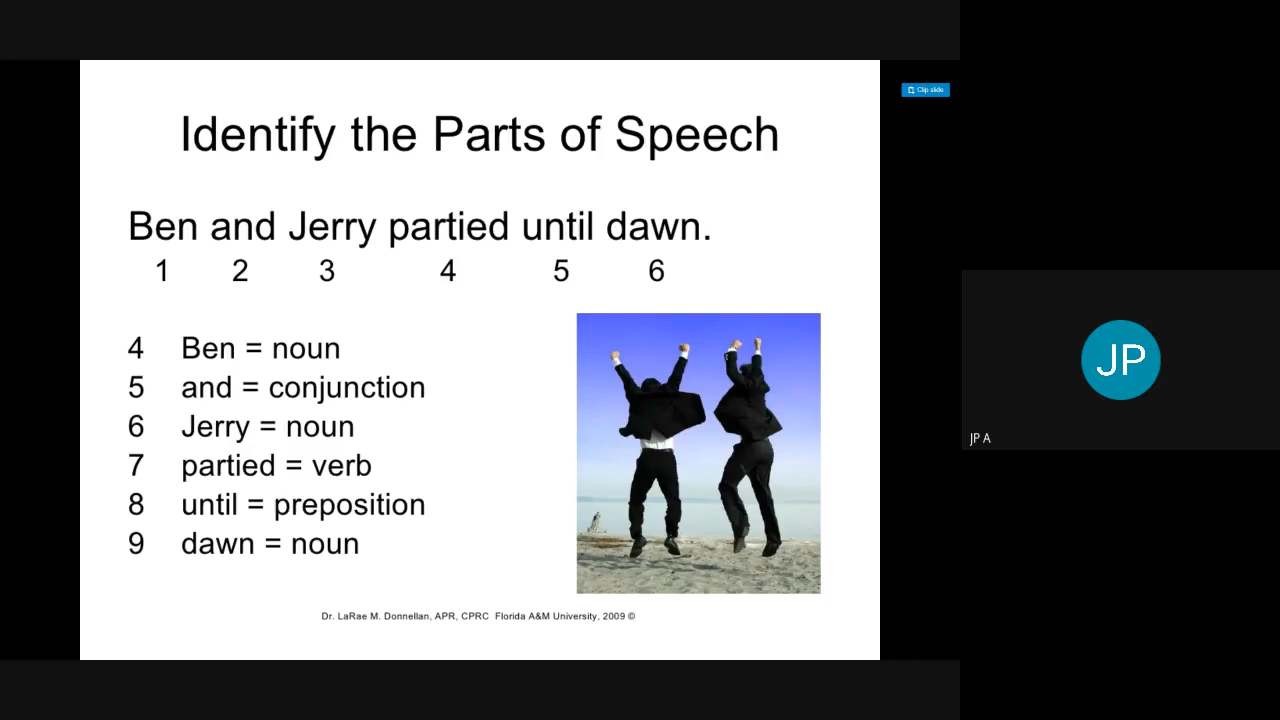 Clip slide
Identify the Parts of Speech
Ben and Jerry partied until dawn.
1 2 3 4 5 6
4 Ben = noun
5 and = conjunction
6 Jerry = noun
7 partied = verb
8 until = preposition
9 dawn = noun
Dr. LaRae M. Donnellan, APR, CPRC Florida A&M University, 2009 ©
JP
JP A